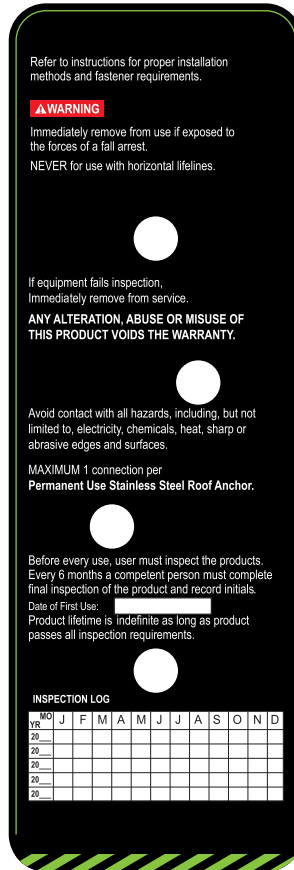 Refer to instructions for proper installation
methods and fastener requirements.
WARNING
Immediately remove from use if exposed to
the forces of a fall arrest.
NEVER for use with horizontal lifelines.
If equipment fails inspection,
Immediately remove from service.
ANY ALTERATION, ABUSE OR MISUSE OF
THIS PRODUCT VOIDS THE WARRANTY.
Avoid contact with all hazards, including, but not
limited to, electricity, chemicals, heat, sharp or
abrasive edges and surfaces.
MAXIMUM 1 connection per
Permanent Use Stainless Steel Roof Anchor.
Before every use, user must inspect the products.
Every 6 months a competent person must complete
final inspection of the product and record initials.
Date of First Use:
Product lifetime is indefinite as long as product
passes all inspection requirements.
INSPECTION LOG
MO YR J F M A M J J A S O N D
20___
20___
20___
20___
20___